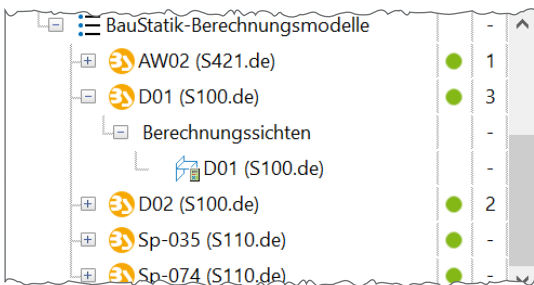 BauStatik-Berechnungsmodelle -
AW02 (S421.de) 1
D01 (S100.de) 3
Berechnungssichten -
D01 (S100.de) -
D02 (S100.de) 2
Sp-035 (S110.de) -
Sp-074 (S110.de) -